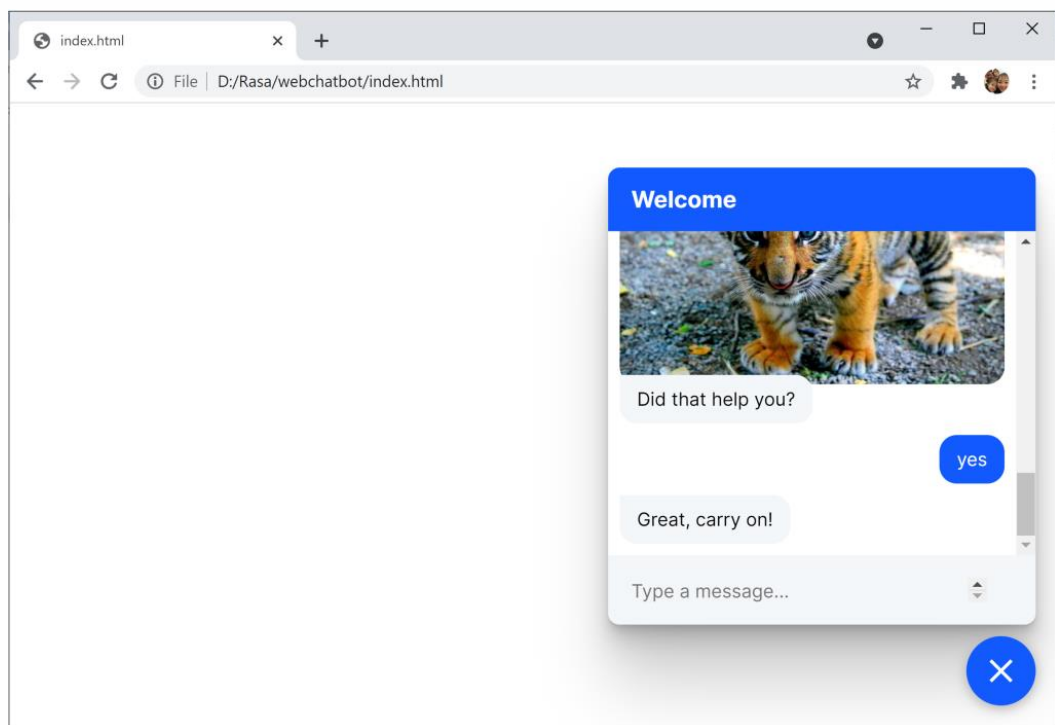 index.html
File D:/Rasa/webchatbot/index.html
Welcome
Did that help you?
yes
Great, carry on!
Type a message...